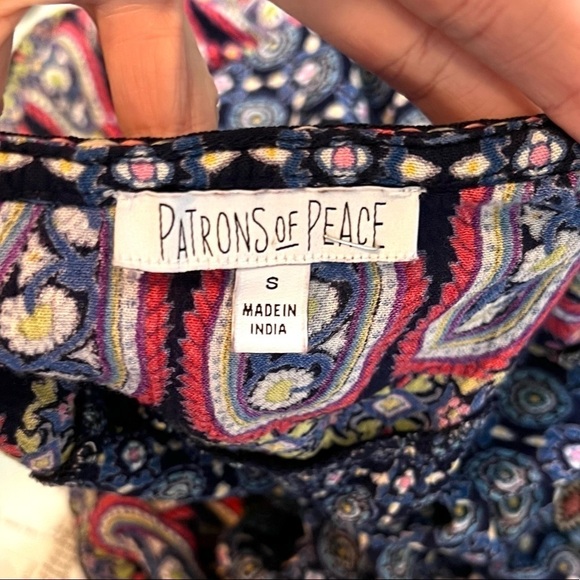 PATRONS OF PEACE
S
MADE IN
INDIA